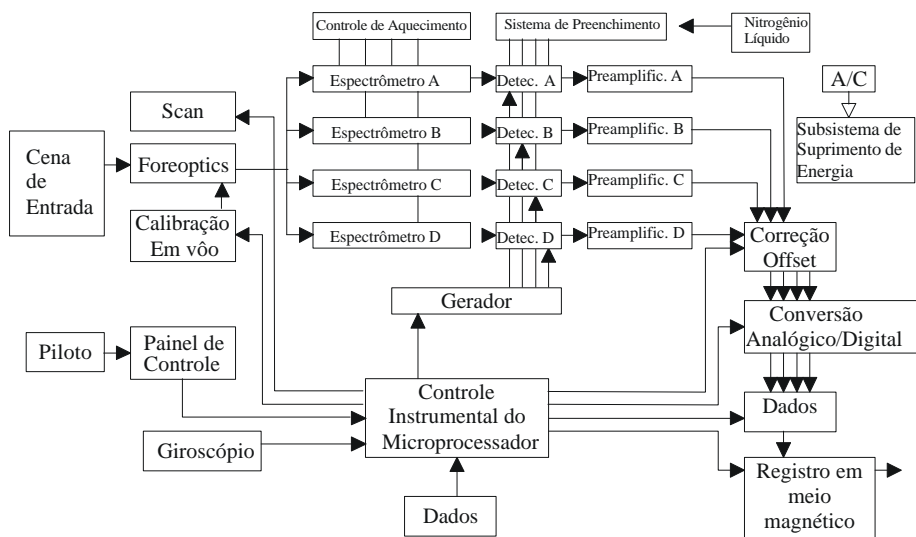 Controle de Aquecimento
Sistema de Preenchimento
Nitrogênio
Líquido
Espectrômetro A
Detec. A
Preamplific. A
A/C
Scan
Espectrômetro B
Detec. B
Preamplific. B
Subsistema de
Suprimento de
Energia
Cena
de
Entrada
Foreoptics
Espectrômetro C
Detec. C
Preamplific. C
Calibração
Em vôo
Espectrômetro D
Detec. D
Preamplific. D
Correção
Offset
Gerador
Conversão
Analógico/Digital
Piloto
Painel de
Controle
Controle
Instrumental do
Microprocessador
Dados
Giroscópio
Registro em
meio
magnético
Dados